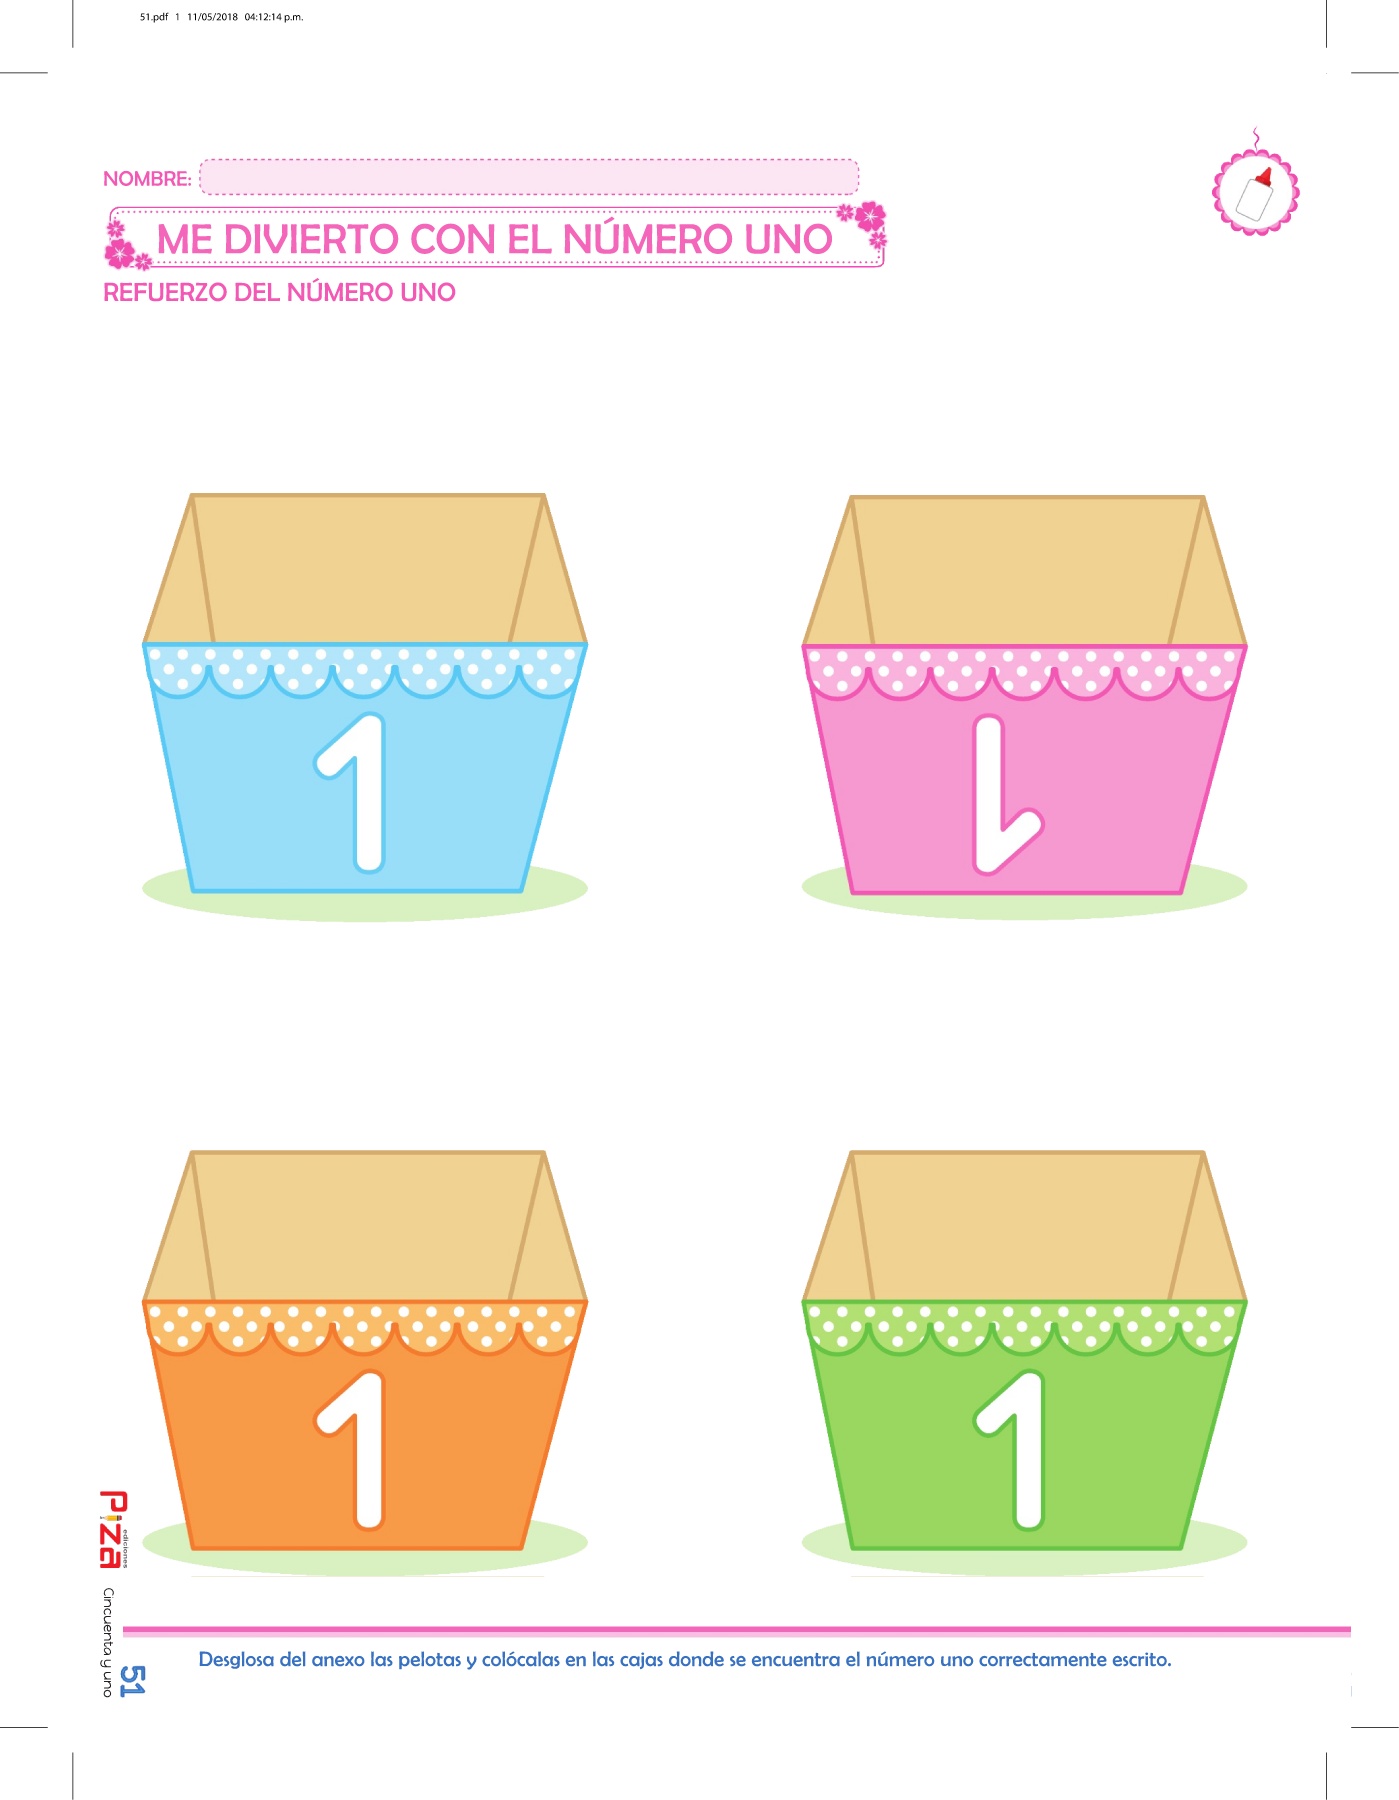 51.pdf 1 11/05/2018 04:12:14 p.m.
NOMBRE:
ME DIVIERTO CON EL NÚMERO UNO
REFUERZO DEL NÚMERO UNO
1
1
1
1
Piza
ediciones
Cincuenta y uno
51
Desglosa del anexo las pelotas y colócalas en las cajas donde se encuentra el número uno correctamente escrito.